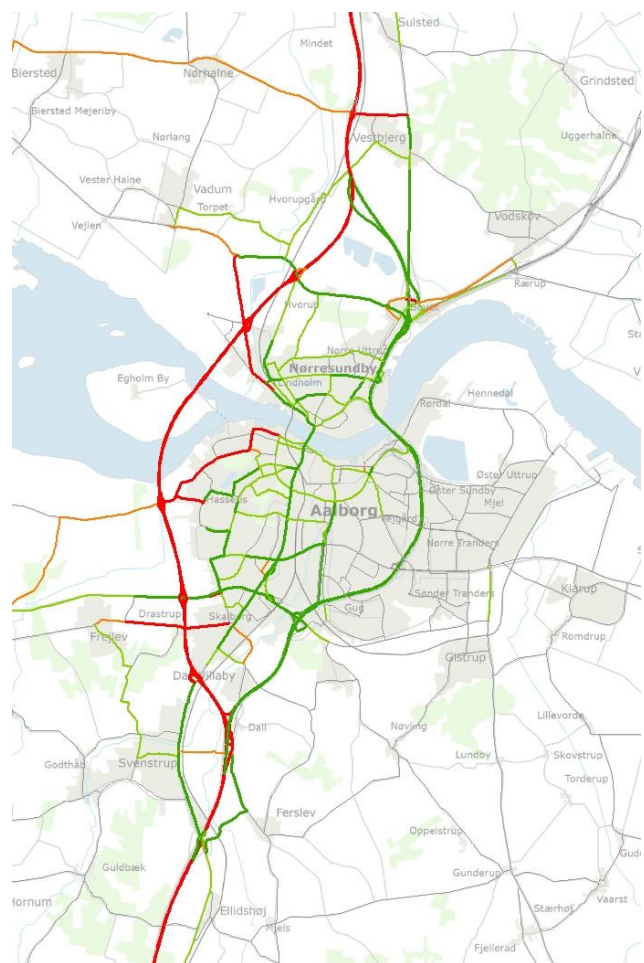 Sulsted
Mindet
Biersted
Nørhalne
Grindsted
Biersted Mejeriby
Nørlang
Vestbjerg
Uggerhalne
Vester Halne
Vadum
Hvorupgård
Torpet
Vodskov
Vejlen
Rærup
Hvorup
Nørre Uttrup
Nørresundby
Egholm By
Lindholm
Hennedal
Rørdal
Hasseris
Øster Uttrup
Øster Sundby
Mjel
Aalborg
Vejgård
Nørre Tranders
Drastrup
Skalborg
Gug
Sønder Tranders
Klarup
Frejlev
Romdrup
Gistrup
Dall Villaby
Dall
Nøvling
Lillevorde
Godthåb
Svenstrup
Lundby
Skovstrup
Torderup
Ferslev
Oppelstrup
Guldbæk
Gunderup
Vaarst
Ellidshøj
Stærhøj
Mjels
Fjellerad